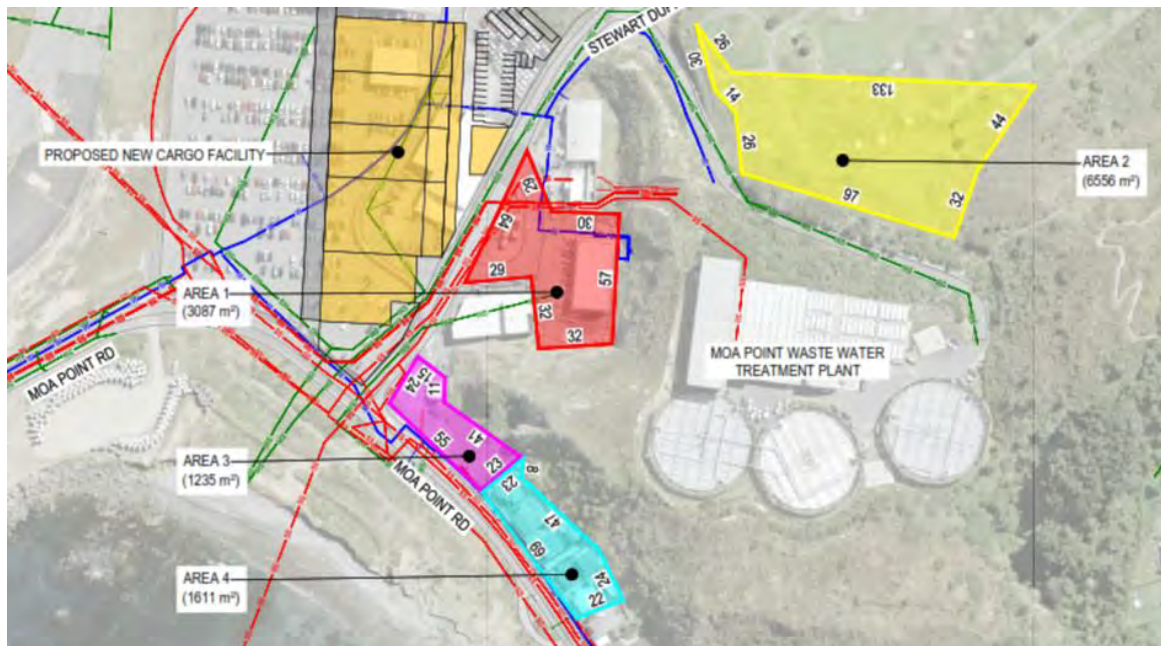 STEWART DUF
26
30
14
133
44
26
PROPOSED NEW CARGO FACILITY
AREA 2
(6556 m²)
97
32
29
64
30
29
57
AREA 1
(3087 m²)
32
32
MOA POINT RD
MOA POINT WASTE WATER
TREATMENT PLANT
15
24
11
41
55
AREA 3
(1235 m²)
23
8
MOA POINT RD
23
47
69
AREA 4
(1611 m²)
24
22